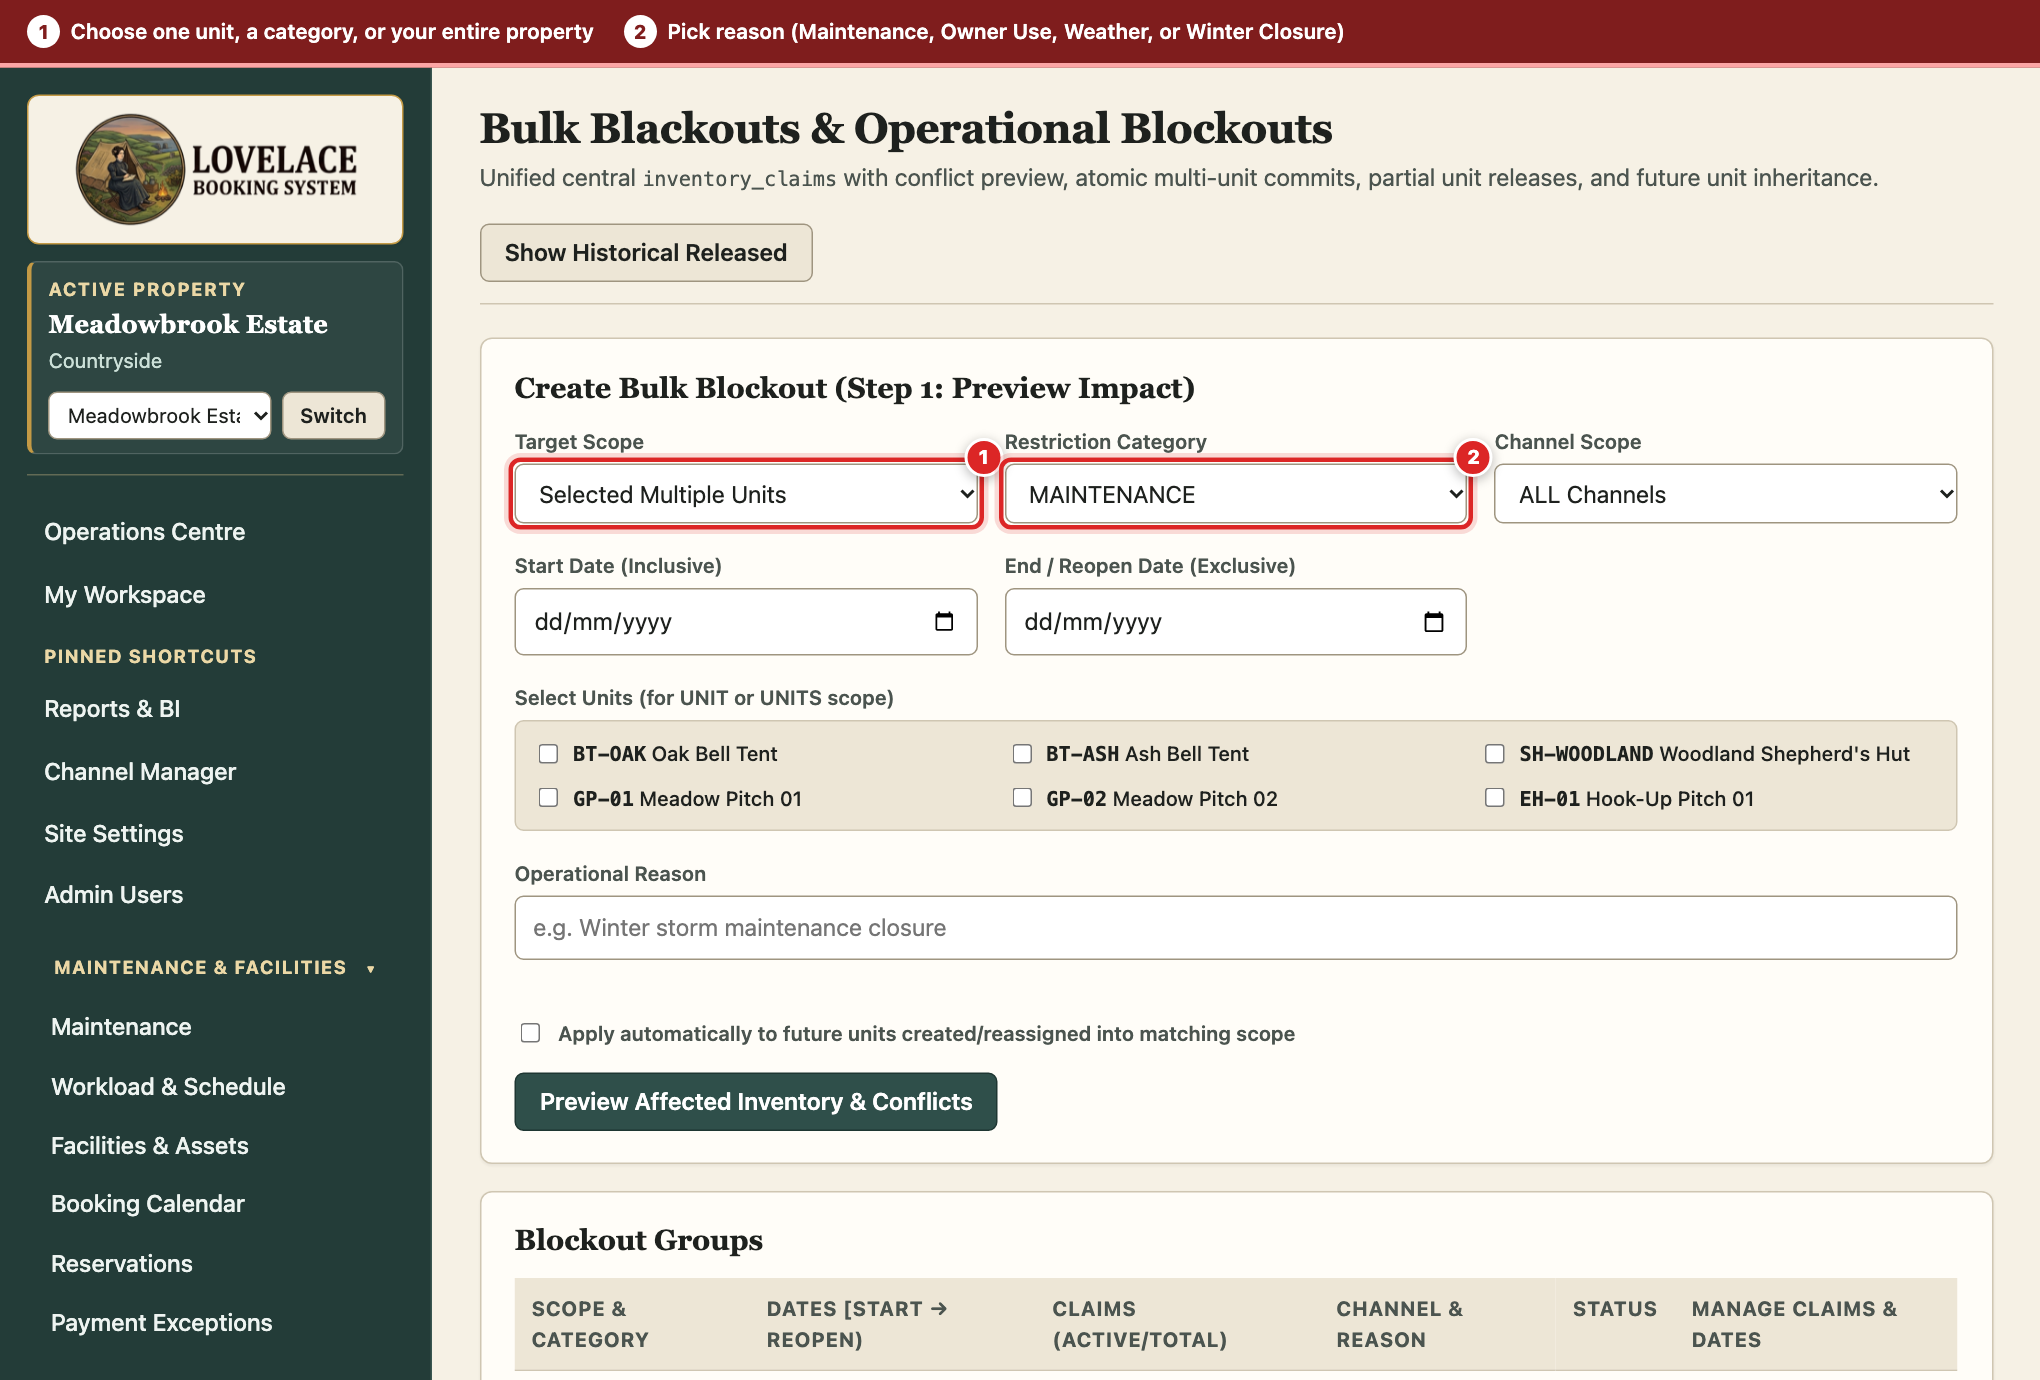 1 Choose one unit, a category, or your entire property 2 Pick reason (Maintenance, Owner Use, Weather, or Winter Closure)
LOVELACE
BOOKING SYSTEM
ACTIVE PROPERTY
Meadowbrook Estate
Countryside
Meadowbrook Esta Switch
Operations Centre
My Workspace
PINNED SHORTCUTS
Reports & BI
Channel Manager
Site Settings
Admin Users
MAINTENANCE & FACILITIES ▼
Maintenance
Workload & Schedule
Facilities & Assets
Booking Calendar
Reservations
Payment Exceptions
Bulk Blackouts & Operational Blockouts
Unified central inventory_claims with conflict preview, atomic multi-unit commits, partial unit releases, and future unit inheritance.
Show Historical Released
Create Bulk Blockout (Step 1: Preview Impact)
Target Scope 1 Restriction Category 2 Channel Scope
Selected Multiple Units MAINTENANCE ALL Channels
Start Date (Inclusive) End / Reopen Date (Exclusive)
dd/mm/yyyy dd/mm/yyyy
Select Units (for UNIT or UNITS scope)
BT-OAK Oak Bell Tent BT-ASH Ash Bell Tent SH-WOODLAND Woodland Shepherd's Hut
GP-01 Meadow Pitch 01 GP-02 Meadow Pitch 02 EH-01 Hook-Up Pitch 01
Operational Reason
e.g. Winter storm maintenance closure
Apply automatically to future units created/reassigned into matching scope
Preview Affected Inventory & Conflicts
Blockout Groups
SCOPE & DATES [START → CLAIMS CHANNEL & STATUS MANAGE CLAIMS &
CATEGORY REOPEN) (ACTIVE/TOTAL) REASON DATES